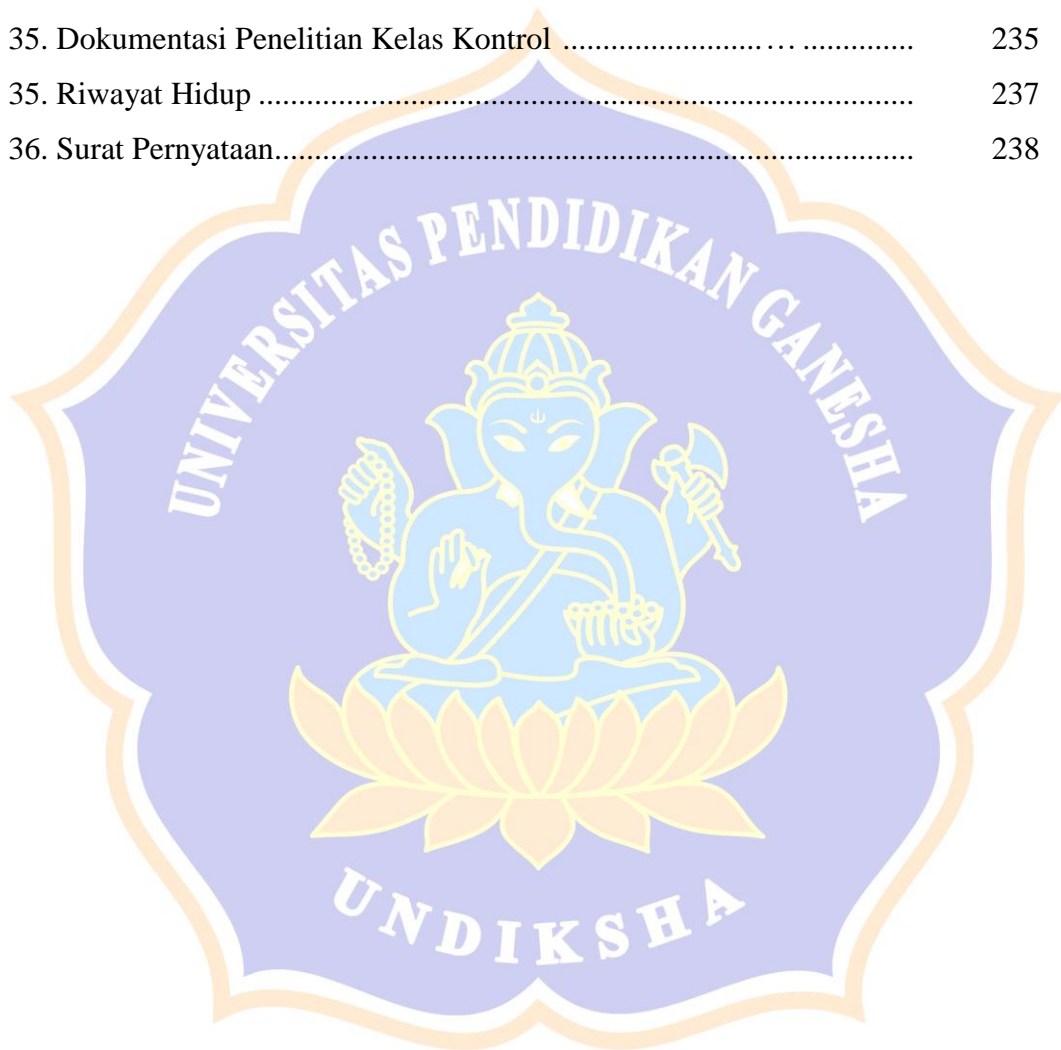 35. Dokumentasi Penelitian Kelas Kontrol ......................... ... .............. 235
35. Riwayat Hidup .................................................................................. 237
36. Surat Pernyataan................................................................................ 238
UNIVERSITAS PENDIDIKAN GANESHA
UNDIKSHA